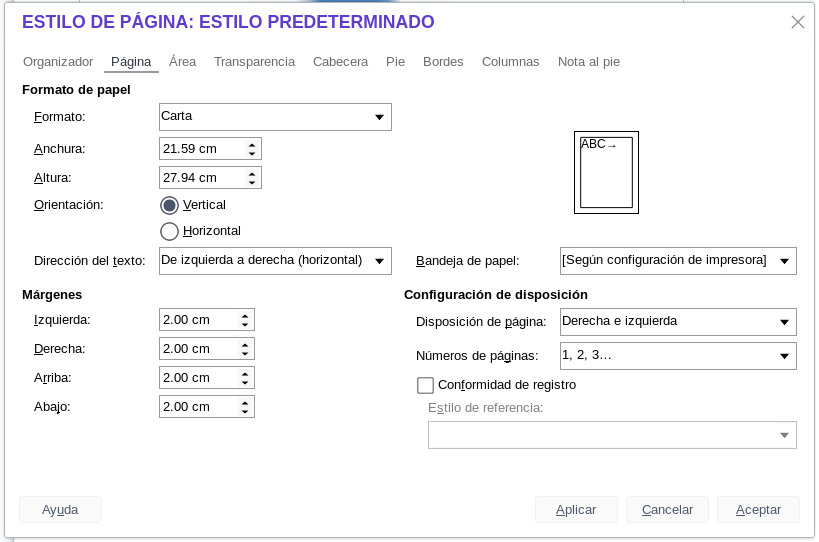 ESTILO DE PÁGINA: ESTILO PREDETERMINADO
Organizador Página Área Transparencia Cabecera Pie Bordes Columnas Nota al pie
Formato de papel
Formato: Carta
Anchura: 21.59 cm
Altura: 27.94 cm
Orientación: Vertical
Horizontal
ABC→
Dirección del texto: De izquierda a derecha (horizontal) Bandeja de papel: [Según configuración de impresora]
Márgenes Configuración de disposición
Izquierda: 2.00 cm Disposición de página: Derecha e izquierda
Derecha: 2.00 cm Números de páginas: 1, 2, 3...
Arriba: 2.00 cm Conformidad de registro
Abajo: 2.00 cm Estilo de referencia:
Ayuda Aplicar Cancelar Aceptar